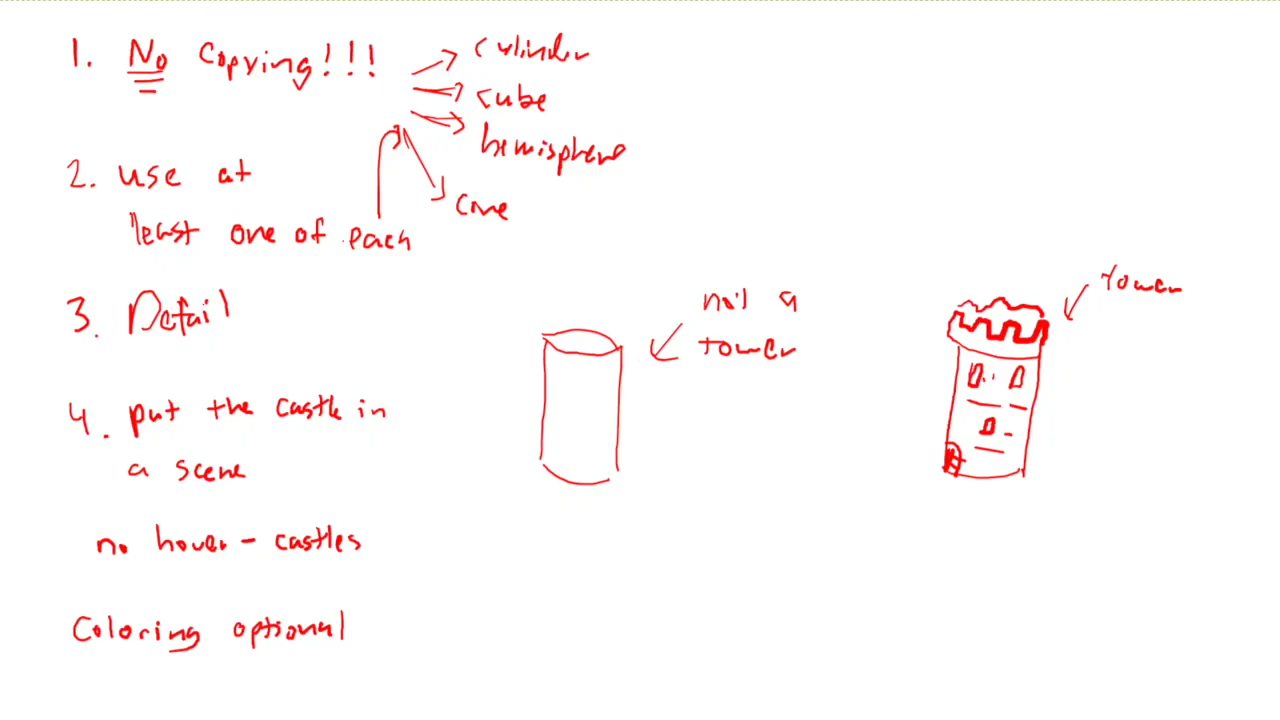 1. No Copying!!!
cylinder
cube
hemisphere
cone
2. use at
least one of each
3. Detail
not a
tower
tower
4. put the castle in
a scene
no hover-castles
Coloring optional